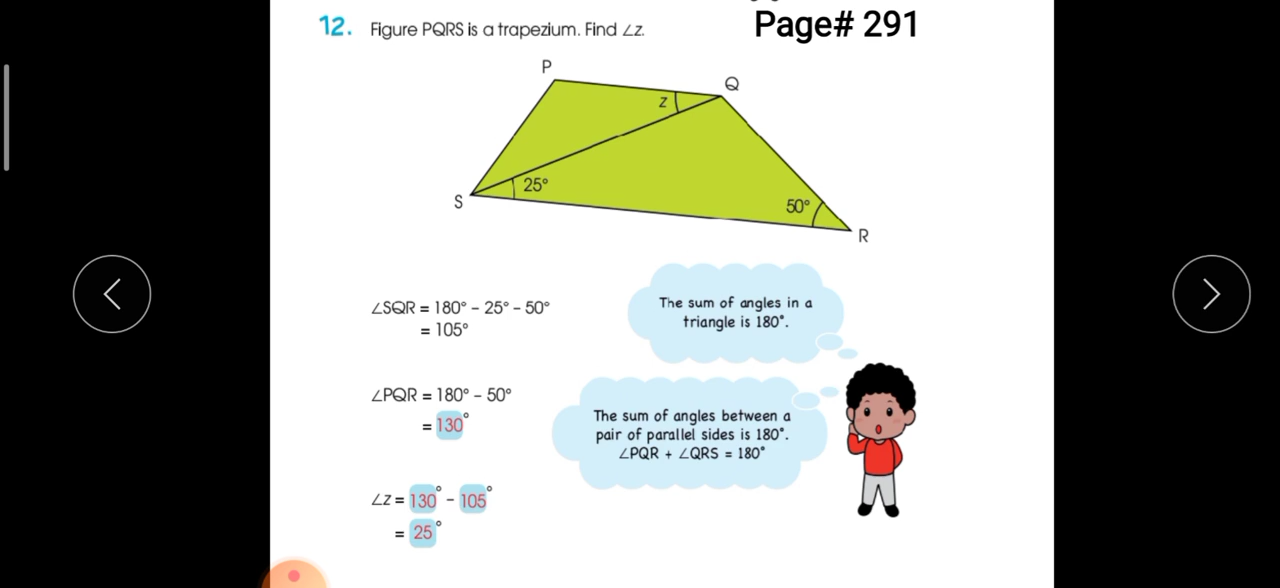 12. Figure PQRS is a trapezium. Find ∠z.
Page# 291
P
Q
z
25°
S
50°
R
∠SQR = 180° – 25° – 50°
= 105°
The sum of angles in a
triangle is 180°.
∠PQR = 180° – 50°
= 130°
The sum of angles between a
pair of parallel sides is 180°.
∠PQR + ∠QRS = 180°
∠z = 130° – 105°
= 25°